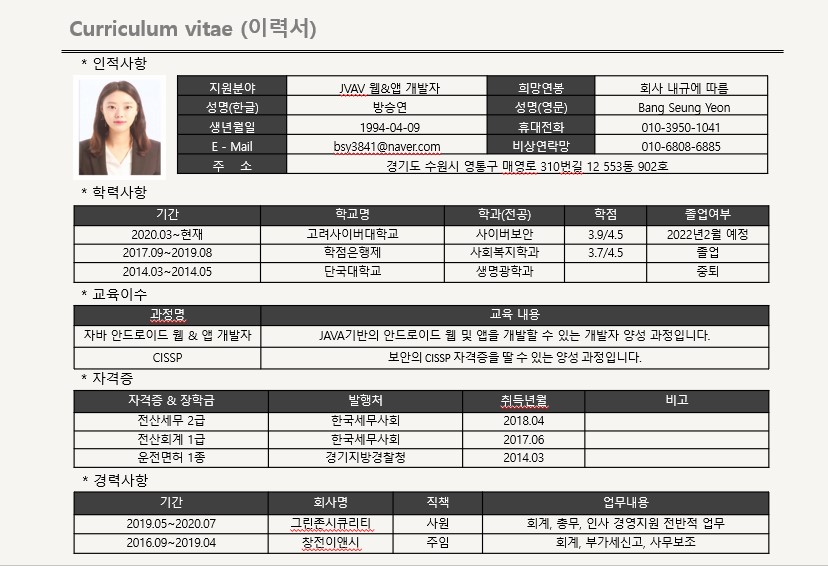 Curriculum vitae (이력서)
* 인적사항
지원분야 JVAV 웹&앱 개발자 희망연봉 회사 내규에 따름
성명(한글) 방승연 성명(영문) Bang Seung Yeon
생년월일 1994-04-09 휴대전화 010-3950-1041
E - Mail bsy3841@naver.com 비상연락망 010-6808-6885
주 소 경기도 수원시 영통구 매영로 310번길 12 553동 902호
* 학력사항
기간 학교명 학과(전공) 학점 졸업여부
2020.03~현재 고려사이버대학교 사이버보안 3.9/4.5 2022년2월 예정
2017.09~2019.08 학점은행제 사회복지학과 3.7/4.5 졸업
2014.03~2014.05 단국대학교 생명광학과 중퇴
* 교육이수
과정명 교육 내용
자바 안드로이드 웹 & 앱 개발자 JAVA기반의 안드로이드 웹 및 앱을 개발할 수 있는 개발자 양성 과정입니다.
CISSP 보안의 CISSP 자격증을 딸 수 있는 양성 과정입니다.
* 자격증
자격증 & 장학금 발행처 취득년월 비고
전산세무 2급 한국세무사회 2018.04
전산회계 1급 한국세무사회 2017.06
운전면허 1종 경기지방경찰청 2014.03
* 경력사항
기간 회사명 직책 업무내용
2019.05~2020.07 그린존시큐리티 사원 회계, 총무, 인사 경영지원 전반적 업무
2016.09~2019.04 창전이앤시 주임 회계, 부가세신고, 사무보조